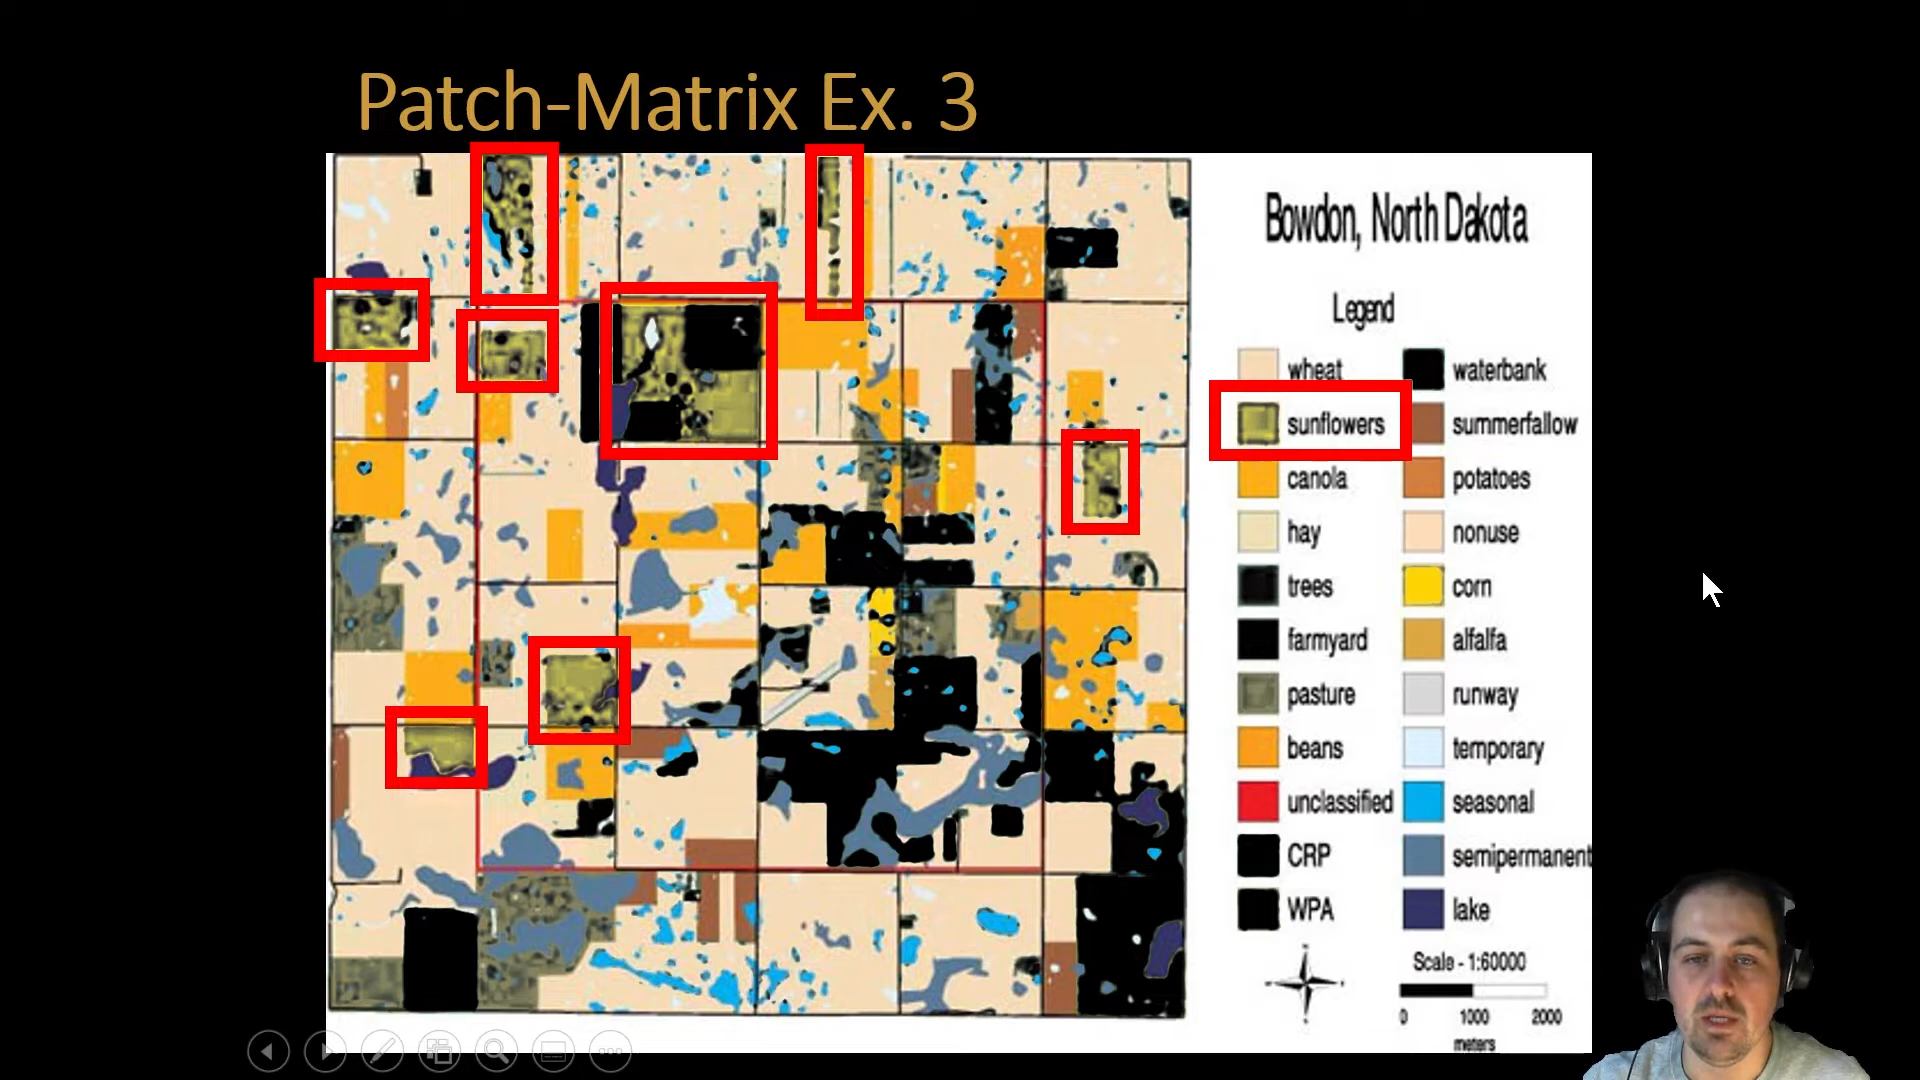 Patch-Matrix Ex. 3
Bowdon, North Dakota
Legend
wheat
sunflowers
canola
hay
trees
farmyard
pasture
beans
unclassified
CRP
WPA
waterbank
summerfallow
potatoes
nonuse
corn
alfalfa
runway
temporary
seasonal
semipermanent
lake
Scale - 1:60000
0 1000 2000
meters